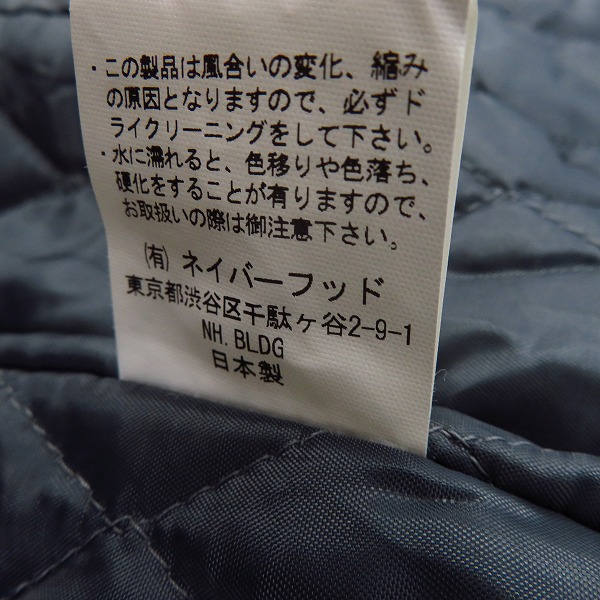 ・この製品は風合いの変化、縮み
の原因となりますので、必ずド
ライクリーニングをして下さい。
・水に濡れると、色移りや色落ち、
硬化をすることが有りますので、
お取扱いの際は御注意下さい。
(有) ネイバーフッド
東京都渋谷区千駄ヶ谷2-9-1
NH. BLDG
日本製